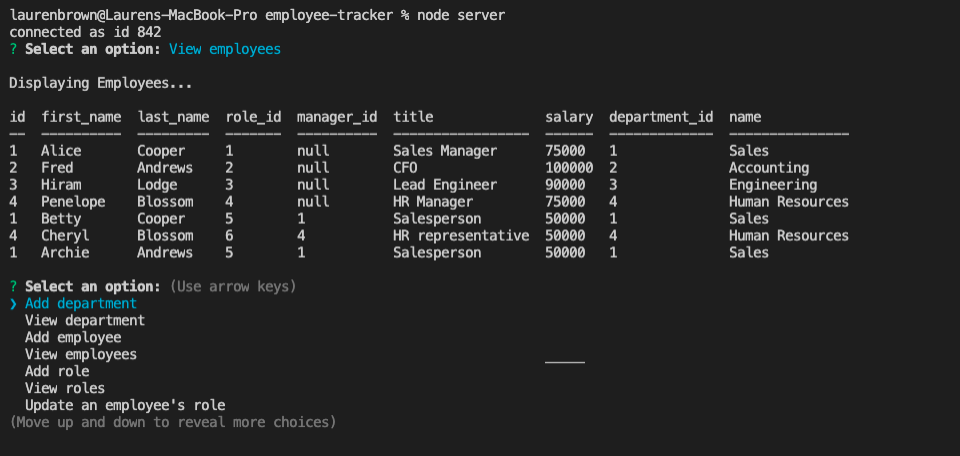 laurenbrown@Laurens-MacBook-Pro employee-tracker % node server
connected as id 842
? Select an option: View employees
Displaying Employees...
id  first_name  last_name  role_id  manager_id  title              salary  department_id  name
──  ──────────  ─────────  ───────  ──────────  ─────────────────  ──────  ─────────────  ───────────────
1   Alice       Cooper     1        null        Sales Manager      75000   1              Sales
2   Fred        Andrews    2        null        CFO                100000  2              Accounting
3   Hiram       Lodge      3        null        Lead Engineer      90000   3              Engineering
4   Penelope    Blossom    4        null        HR Manager         75000   4              Human Resources
1   Betty       Cooper     5        1           Salesperson        50000   1              Sales
4   Cheryl      Blossom    6        4           HR representative  50000   4              Human Resources
1   Archie      Andrews    5        1           Salesperson        50000   1              Sales
? Select an option: (Use arrow keys)
❯ Add department
  View department
  Add employee
  View employees
  Add role
  View roles
  Update an employee's role
(Move up and down to reveal more choices)